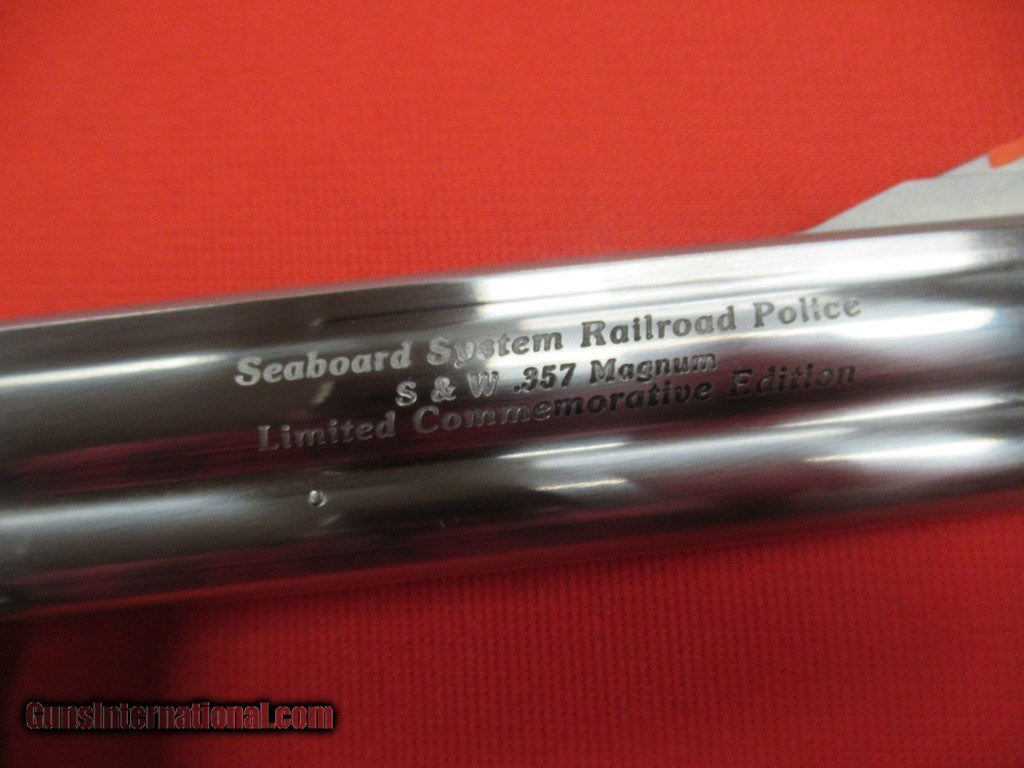 Seaboard System Railroad Police
S & W .357 Magnum
Limited Commemorative Edition
GunsInternational.com